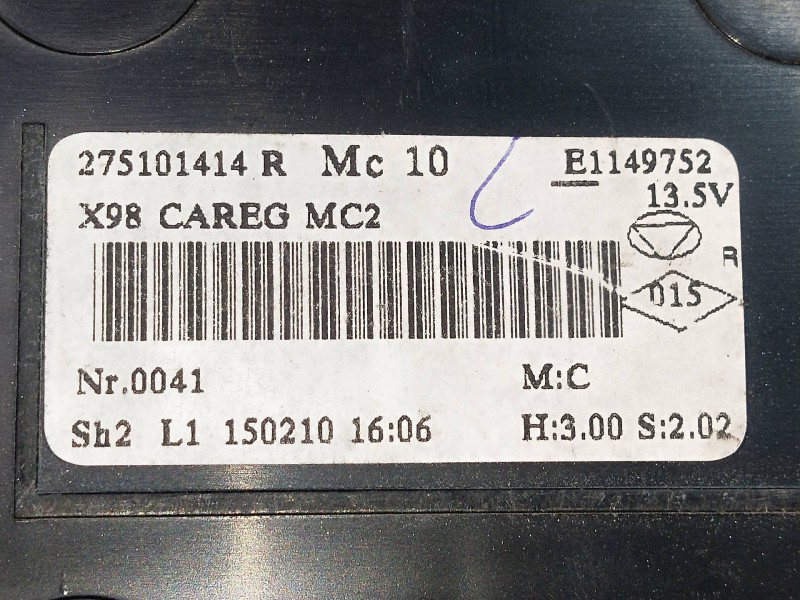 275101414 R Mc 10 E1149752
13.5V
X98 CAREG MC2
R
015
Nr.0041 M:C
Sh2 L1 150210 16:06 H:3.00 S:2.02